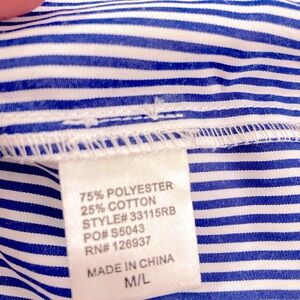 75% POLYESTER
25% COTTON
STYLE# 33115RB
PO# S5043
RN# 126937
MADE IN CHINA
M/L